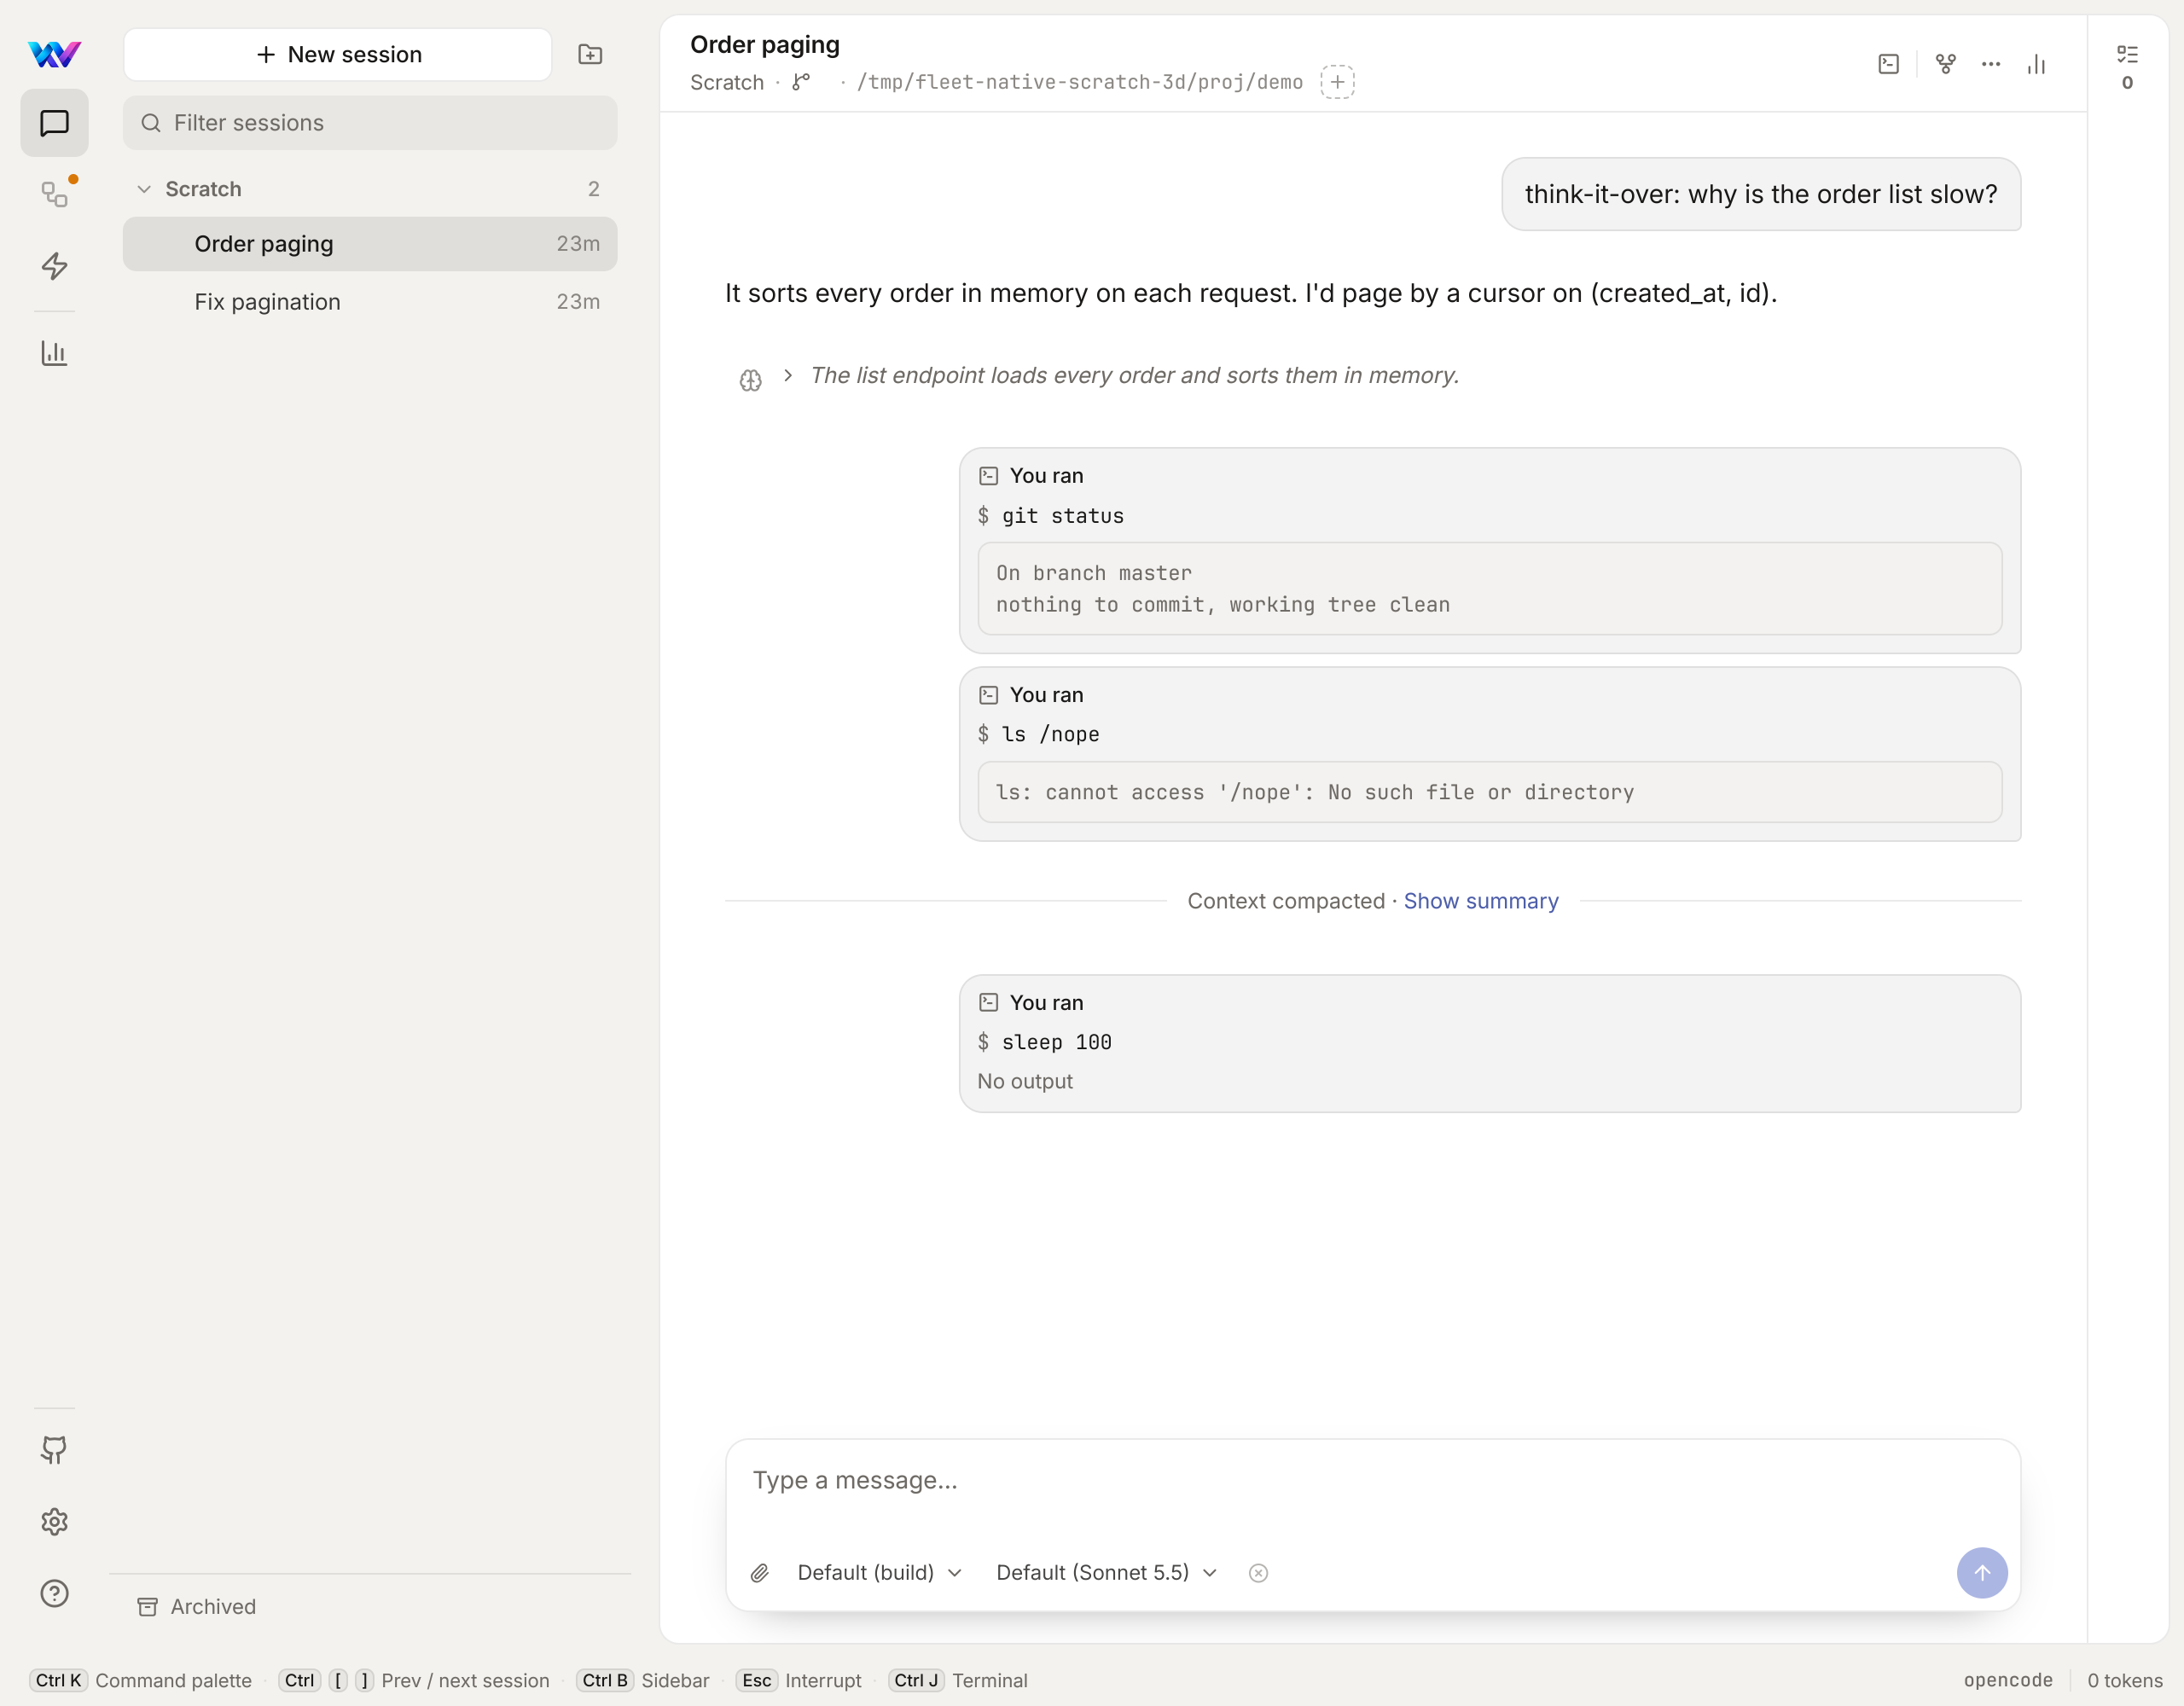 New session
Filter sessions
Scratch 2
Order paging 23m
Fix pagination 23m
Archived
Order paging
Scratch · · /tmp/fleet-native-scratch-3d/proj/demo
0
think-it-over: why is the order list slow?
It sorts every order in memory on each request. I'd page by a cursor on (created_at, id).
The list endpoint loads every order and sorts them in memory.
You ran
$ git status
On branch master
nothing to commit, working tree clean
You ran
$ ls /nope
ls: cannot access '/nope': No such file or directory
Context compacted · Show summary
You ran
$ sleep 100
No output
Type a message...
Default (build) Default (Sonnet 5.5)
Ctrl K Command palette · Ctrl [ ] Prev / next session · Ctrl B Sidebar · Esc Interrupt · Ctrl J Terminal
opencode 0 tokens